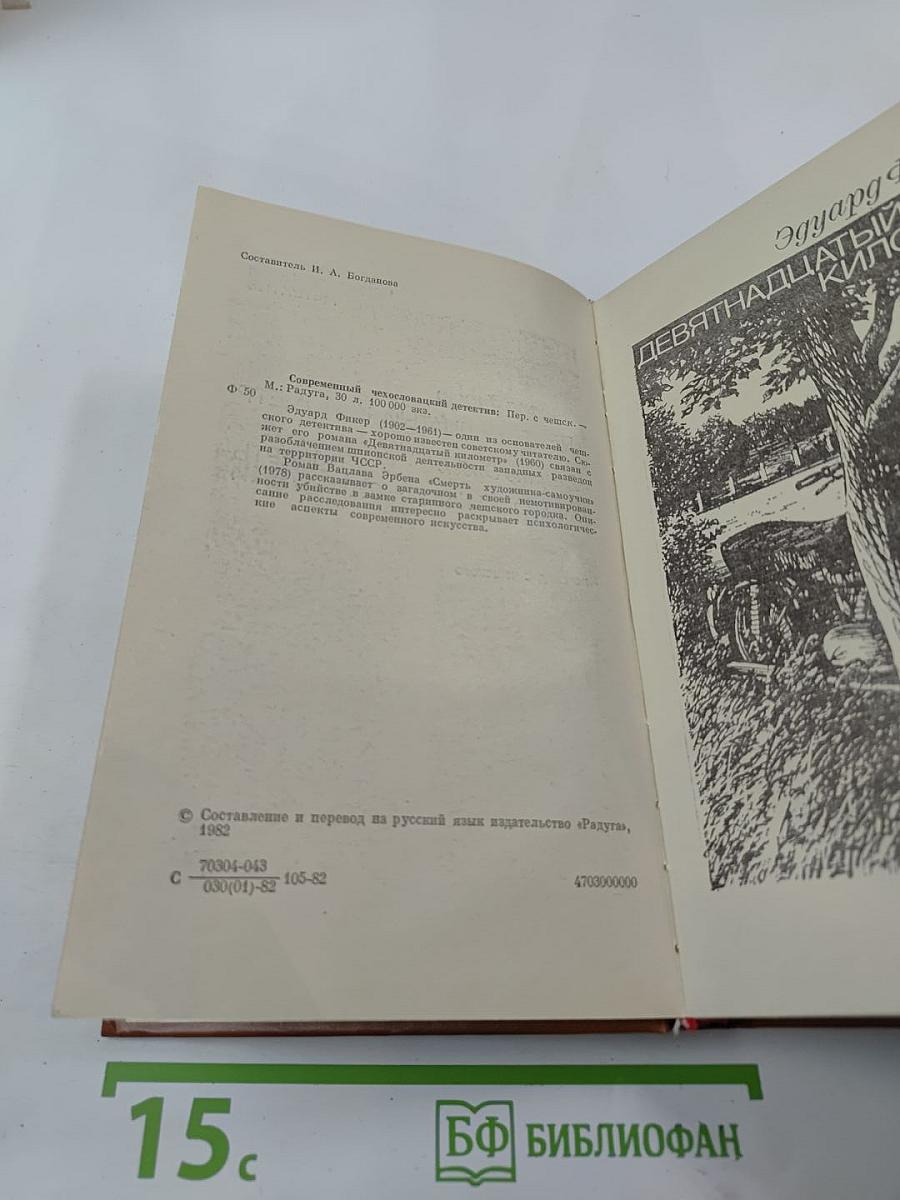 Составитель И. А. Богданова
Современный чехословацкий детектив: Пер. с чешск. —
Ф 50 М.: Радуга, 30 л. 100 000 экз.
Эдуард Фикер (1902—1961) — один из основателей чеш-
ского детектива — хорошо известен советскому читателю. Сю-
жет его романа «Девятнадцатый километр» (1960) связан с
разоблачением шпионской деятельности западных разведок
на территории ЧССР.
Роман Вацлава Эрбена «Смерть художника-самоучки»
(1978) рассказывает о загадочном в своей немотивирован-
ности убийстве в замке старинного чешского городка. Опи-
сание расследования интересно раскрывает психологичес-
кие аспекты современного искусства.
© Составление и перевод на русский язык издательство «Радуга»,
1982
С 70304-043
030(01)-82 105-82 4703000000
Эдуард Ф
ДЕВЯТНАДЦАТЫЙ
КИЛО
15 с
БФ БИБЛИОФАН